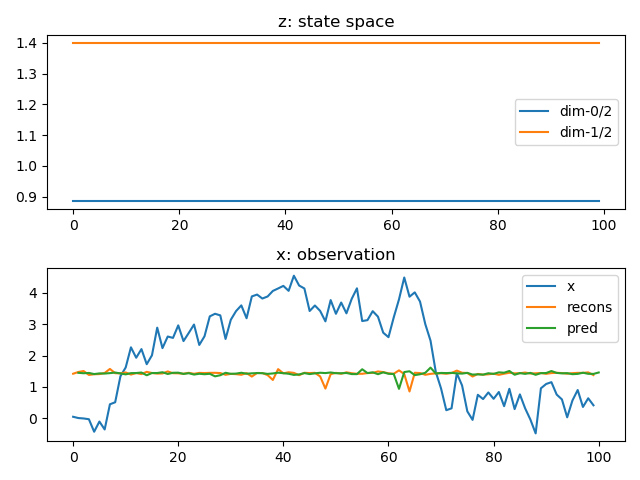 z: state space
1.4
1.3
1.2
1.1
1.0
0.9
dim-0/2
dim-1/2
0 20 40 60 80 100
x: observation
4
3
2
1
0
x
recons
pred
0 20 40 60 80 100